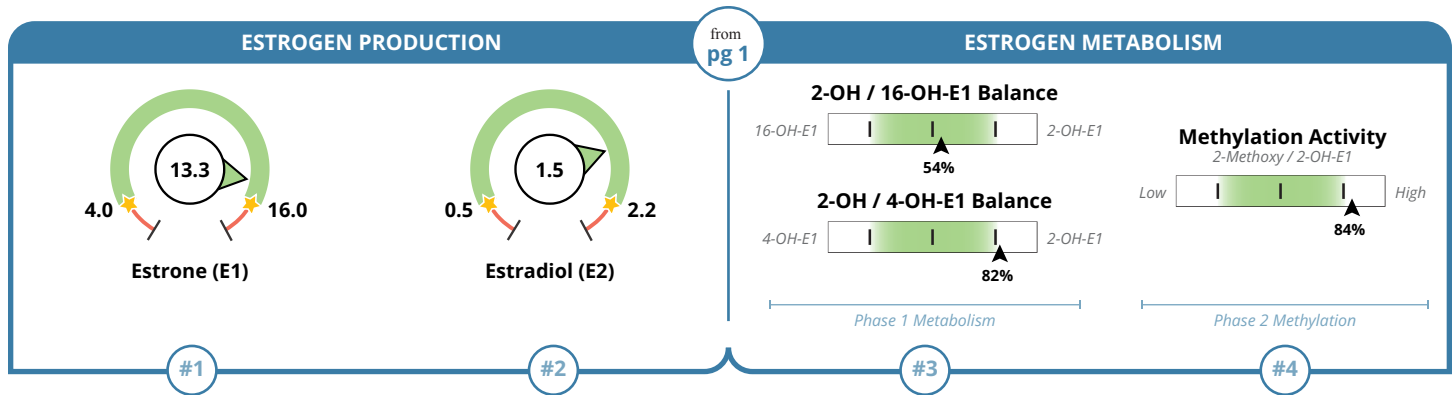 ESTROGEN PRODUCTION
from
pg 1
ESTROGEN METABOLISM
13.3
4.0
16.0
Estrone (E1)
1.5
0.5
2.2
Estradiol (E2)
2-OH / 16-OH-E1 Balance
16-OH-E1
2-OH-E1
54%
2-OH / 4-OH-E1 Balance
4-OH-E1
2-OH-E1
82%
Phase 1 Metabolism
Methylation Activity
2-Methoxy / 2-OH-E1
Low
High
84%
Phase 2 Methylation
#1
#2
#3
#4